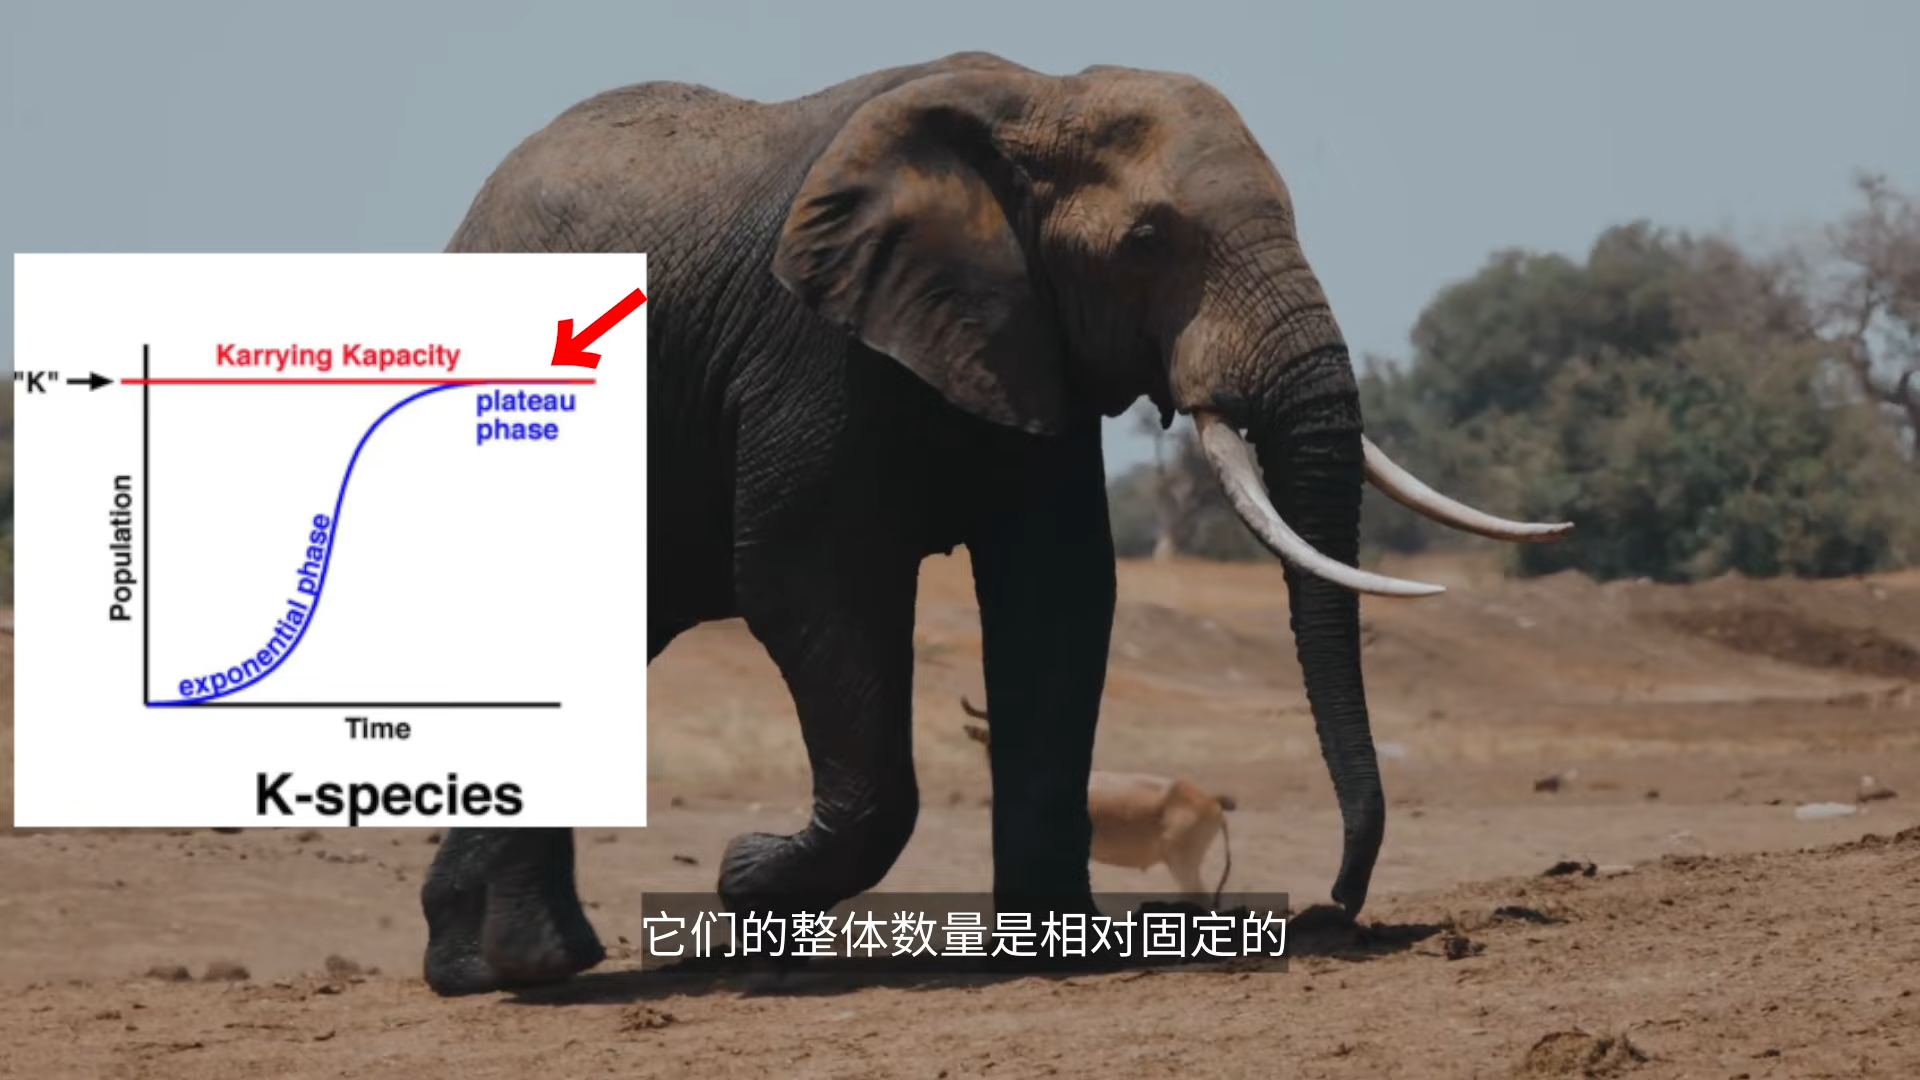 Karrying Kapacity
"K"
plateau
phase
exponential phase
Population
Time
K-species
它们的整体数量是相对固定的